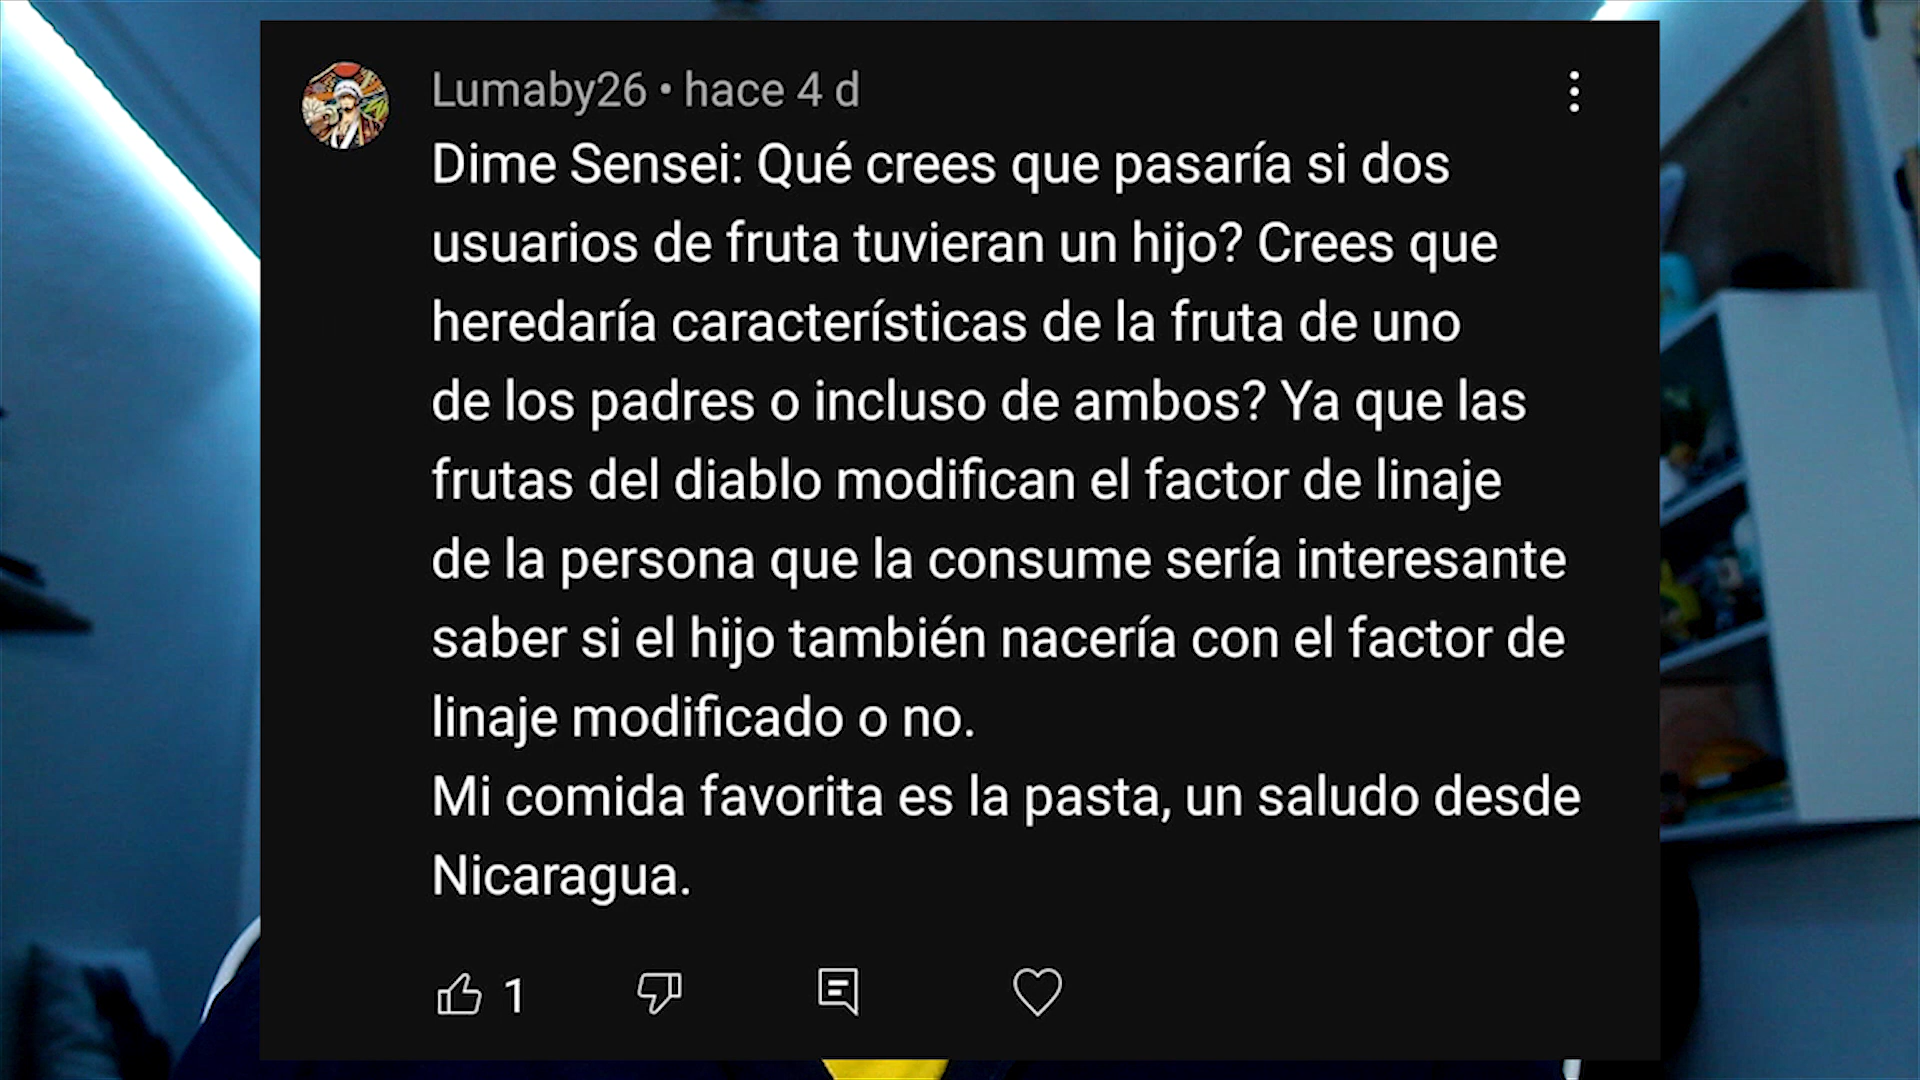 Lumaby26 • hace 4 d
Dime Sensei: Qué crees que pasaría si dos
usuarios de fruta tuvieran un hijo? Crees que
heredaría características de la fruta de uno
de los padres o incluso de ambos? Ya que las
frutas del diablo modifican el factor de linaje
de la persona que la consume sería interesante
saber si el hijo también nacería con el factor de
linaje modificado o no.
Mi comida favorita es la pasta, un saludo desde
Nicaragua.
1